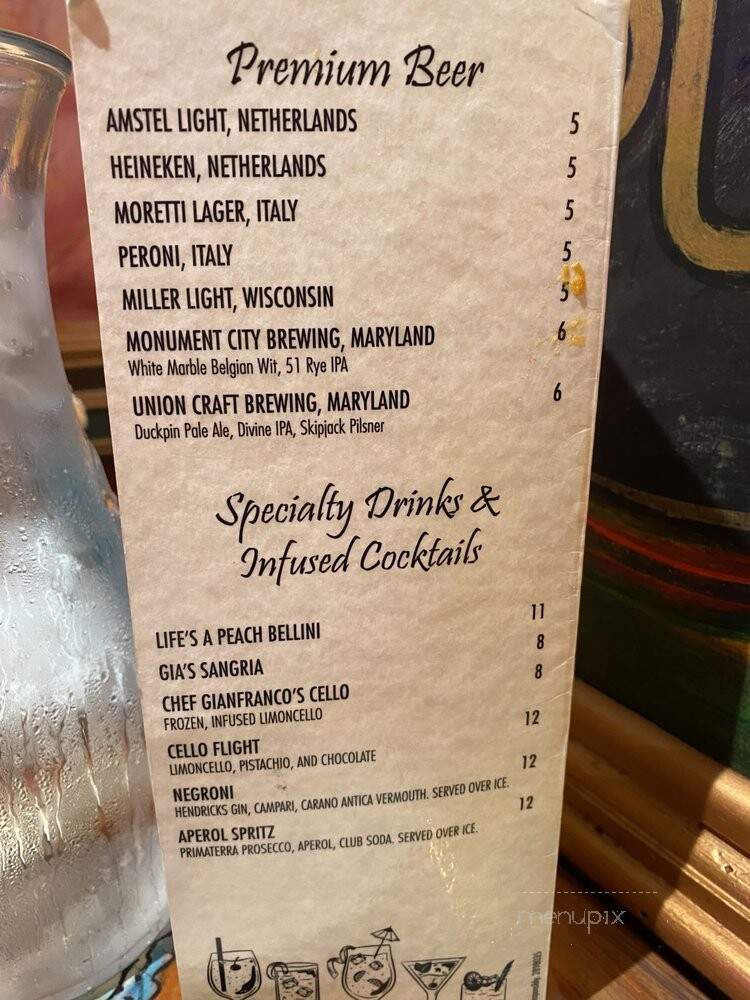 Premium Beer
AMSTEL LIGHT, NETHERLANDS 5
HEINEKEN, NETHERLANDS 5
MORETTI LAGER, ITALY 5
PERONI, ITALY 5
MILLER LIGHT, WISCONSIN 5
MONUMENT CITY BREWING, MARYLAND 6
White Marble Belgian Wit, 51 Rye IPA
UNION CRAFT BREWING, MARYLAND 6
Duckpin Pale Ale, Divine IPA, Skipjack Pilsner
Specialty Drinks &
Infused Cocktails
LIFE'S A PEACH BELLINI 11
GIA'S SANGRIA 8
CHEF GIANFRANCO'S CELLO 8
FROZEN, INFUSED LIMONCELLO
CELLO FLIGHT 12
LIMONCELLO, PISTACHIO, AND CHOCOLATE
NEGRONI 12
HENDRICKS GIN, CAMPARI, CARANO ANTICA VERMOUTH. SERVED OVER ICE.
APEROL SPRITZ 12
PRIMATERRA PROSECCO, APEROL, CLUB SODA. SERVED OVER ICE.
menupix